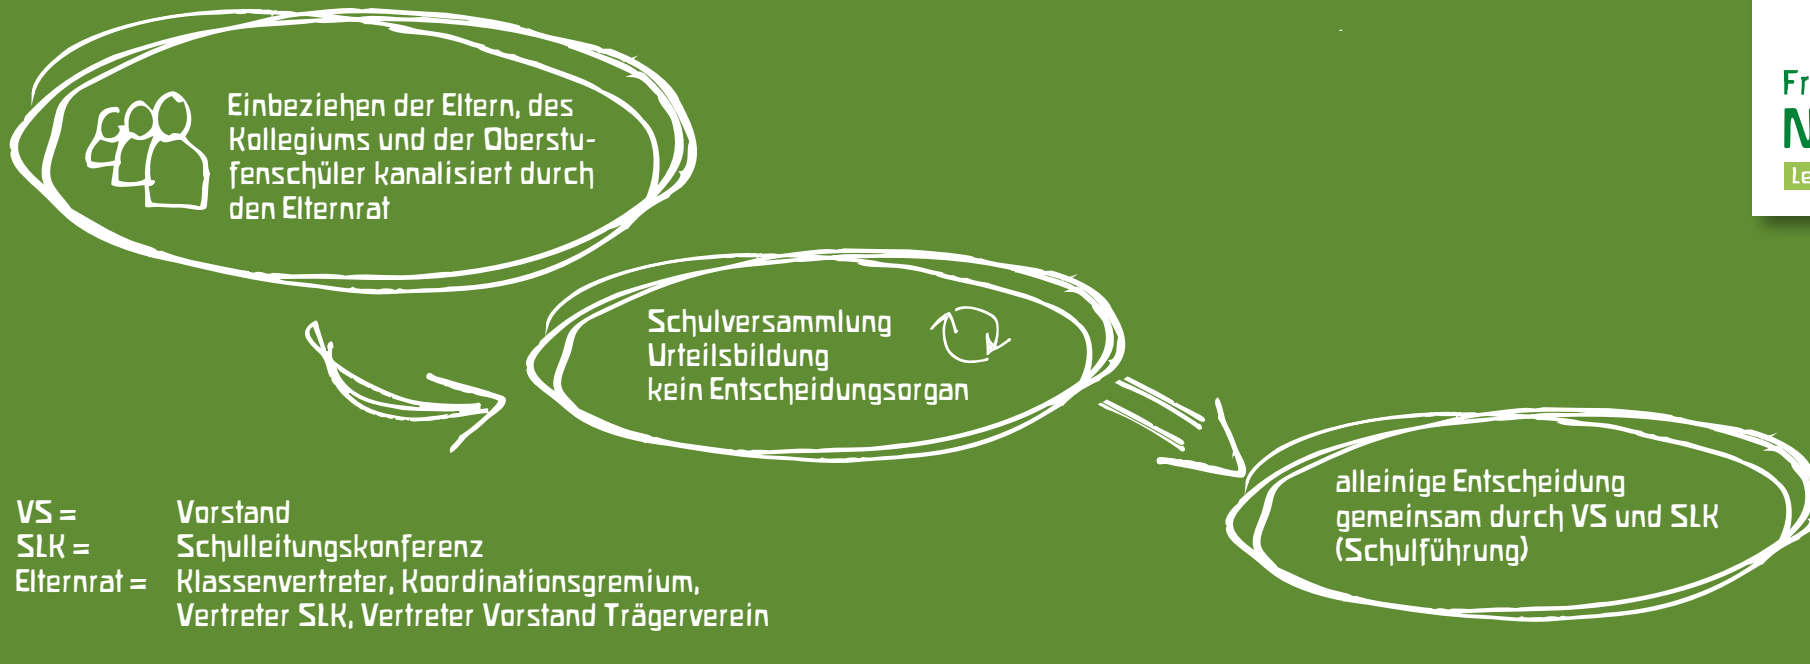 Einbeziehen der Eltern, des
Kollegiums und der Oberstu-
fenschüler kanalisiert durch
den Elternrat
Schulversammlung
Urteilsbildung
kein Entscheidungsorgan
alleinige Entscheidung
gemeinsam durch VS und SLK
(Schulführung)
VS = Vorstand
SLK = Schulleitungskonferenz
Elternrat = Klassenvertreter, Koordinationsgremium,
Vertreter SLK, Vertreter Vorstand Trägerverein